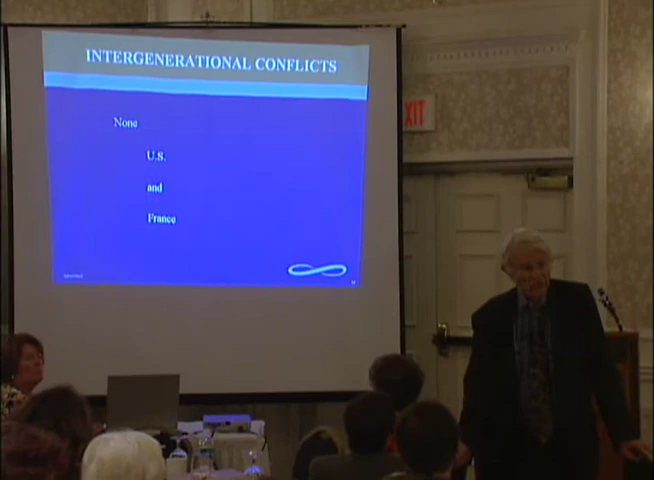 INTERGENERATIONAL CONFLICTS
None
U.S.
and
France
EXIT